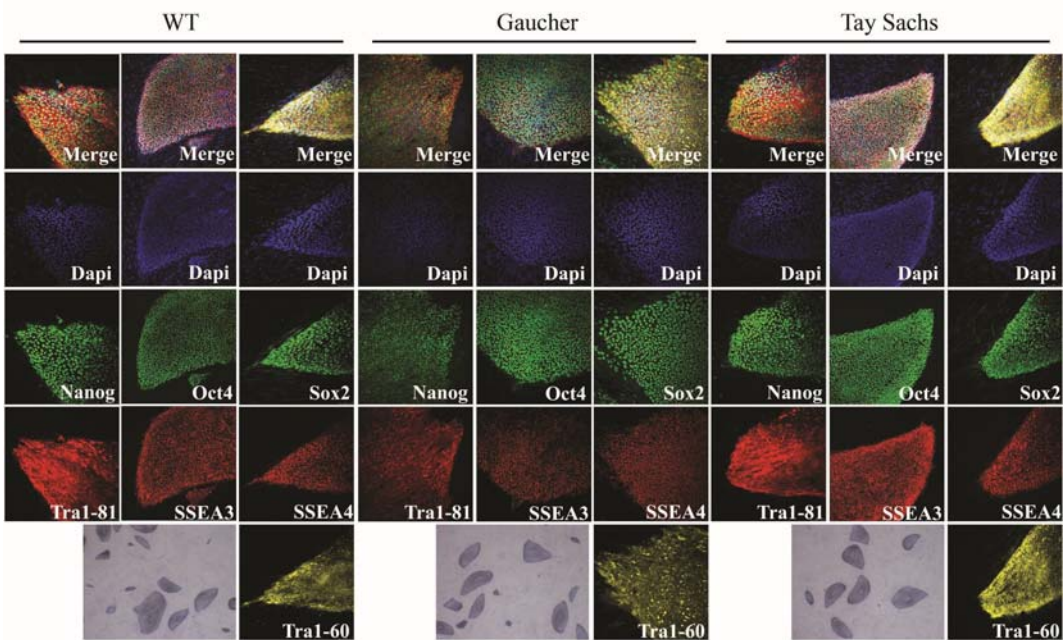 WT Gaucher Tay Sachs
Merge Merge Merge Merge Merge Merge Merge Merge Merge
Dapi Dapi Dapi Dapi Dapi Dapi Dapi Dapi Dapi
Nanog Oct4 Sox2 Nanog Oct4 Sox2 Nanog Oct4 Sox2
Tra1-81 SSEA3 SSEA4 Tra1-81 SSEA3 SSEA4 Tra1-81 SSEA3 SSEA4
Tra1-60 Tra1-60 Tra1-60